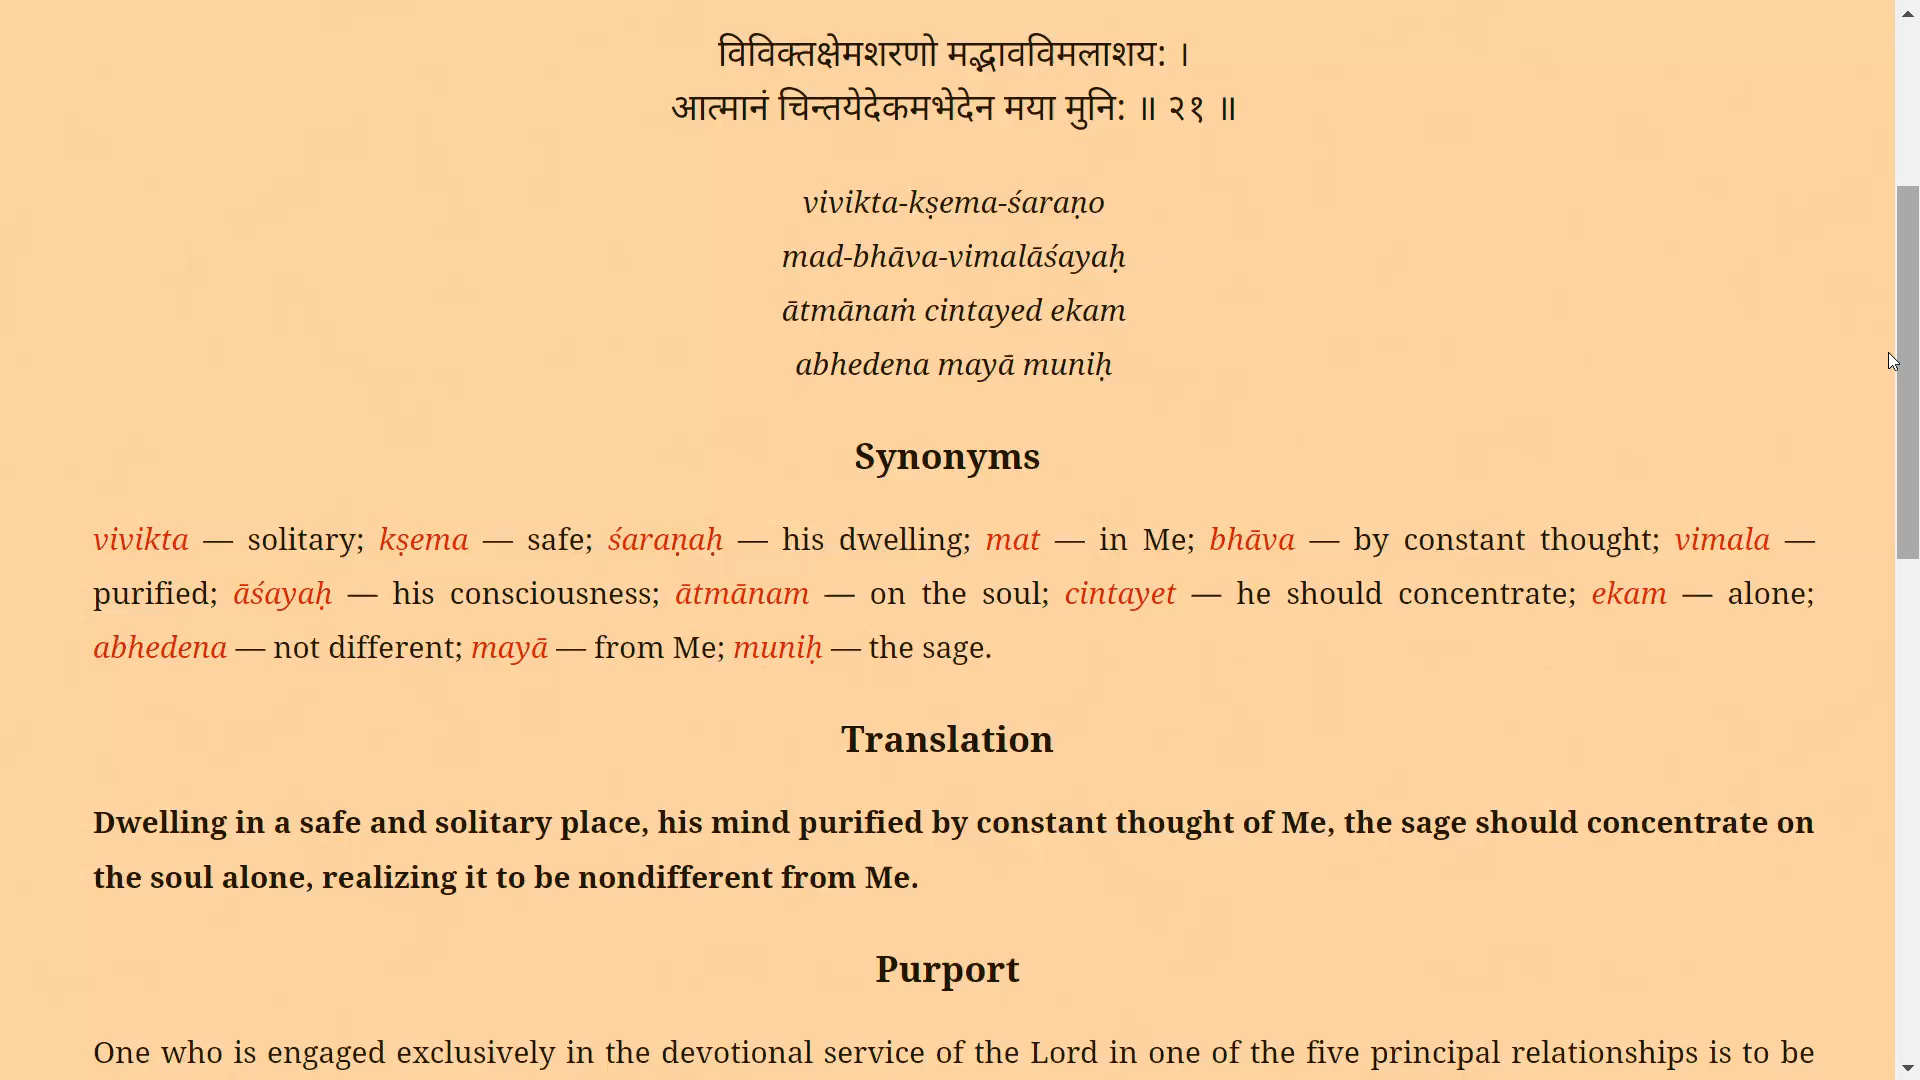 विविक्तक्षेमशरणो मद्भावविमलाशय: ।
आत्मानं चिन्तयेदेकमभेदेन मया मुनि: ॥ २१ ॥
vivikta-kṣema-śaraṇo
mad-bhāva-vimalāśayaḥ
ātmānaṁ cintayed ekam
abhedena mayā muniḥ
Synonyms
vivikta — solitary; kṣema — safe; śaraṇaḥ — his dwelling; mat — in Me; bhāva — by constant thought; vimala —
purified; āśayaḥ — his consciousness; ātmānam — on the soul; cintayet — he should concentrate; ekam — alone;
abhedena — not different; mayā — from Me; muniḥ — the sage.
Translation
Dwelling in a safe and solitary place, his mind purified by constant thought of Me, the sage should concentrate on
the soul alone, realizing it to be nondifferent from Me.
Purport
One who is engaged exclusively in the devotional service of the Lord in one of the five principal relationships is to be